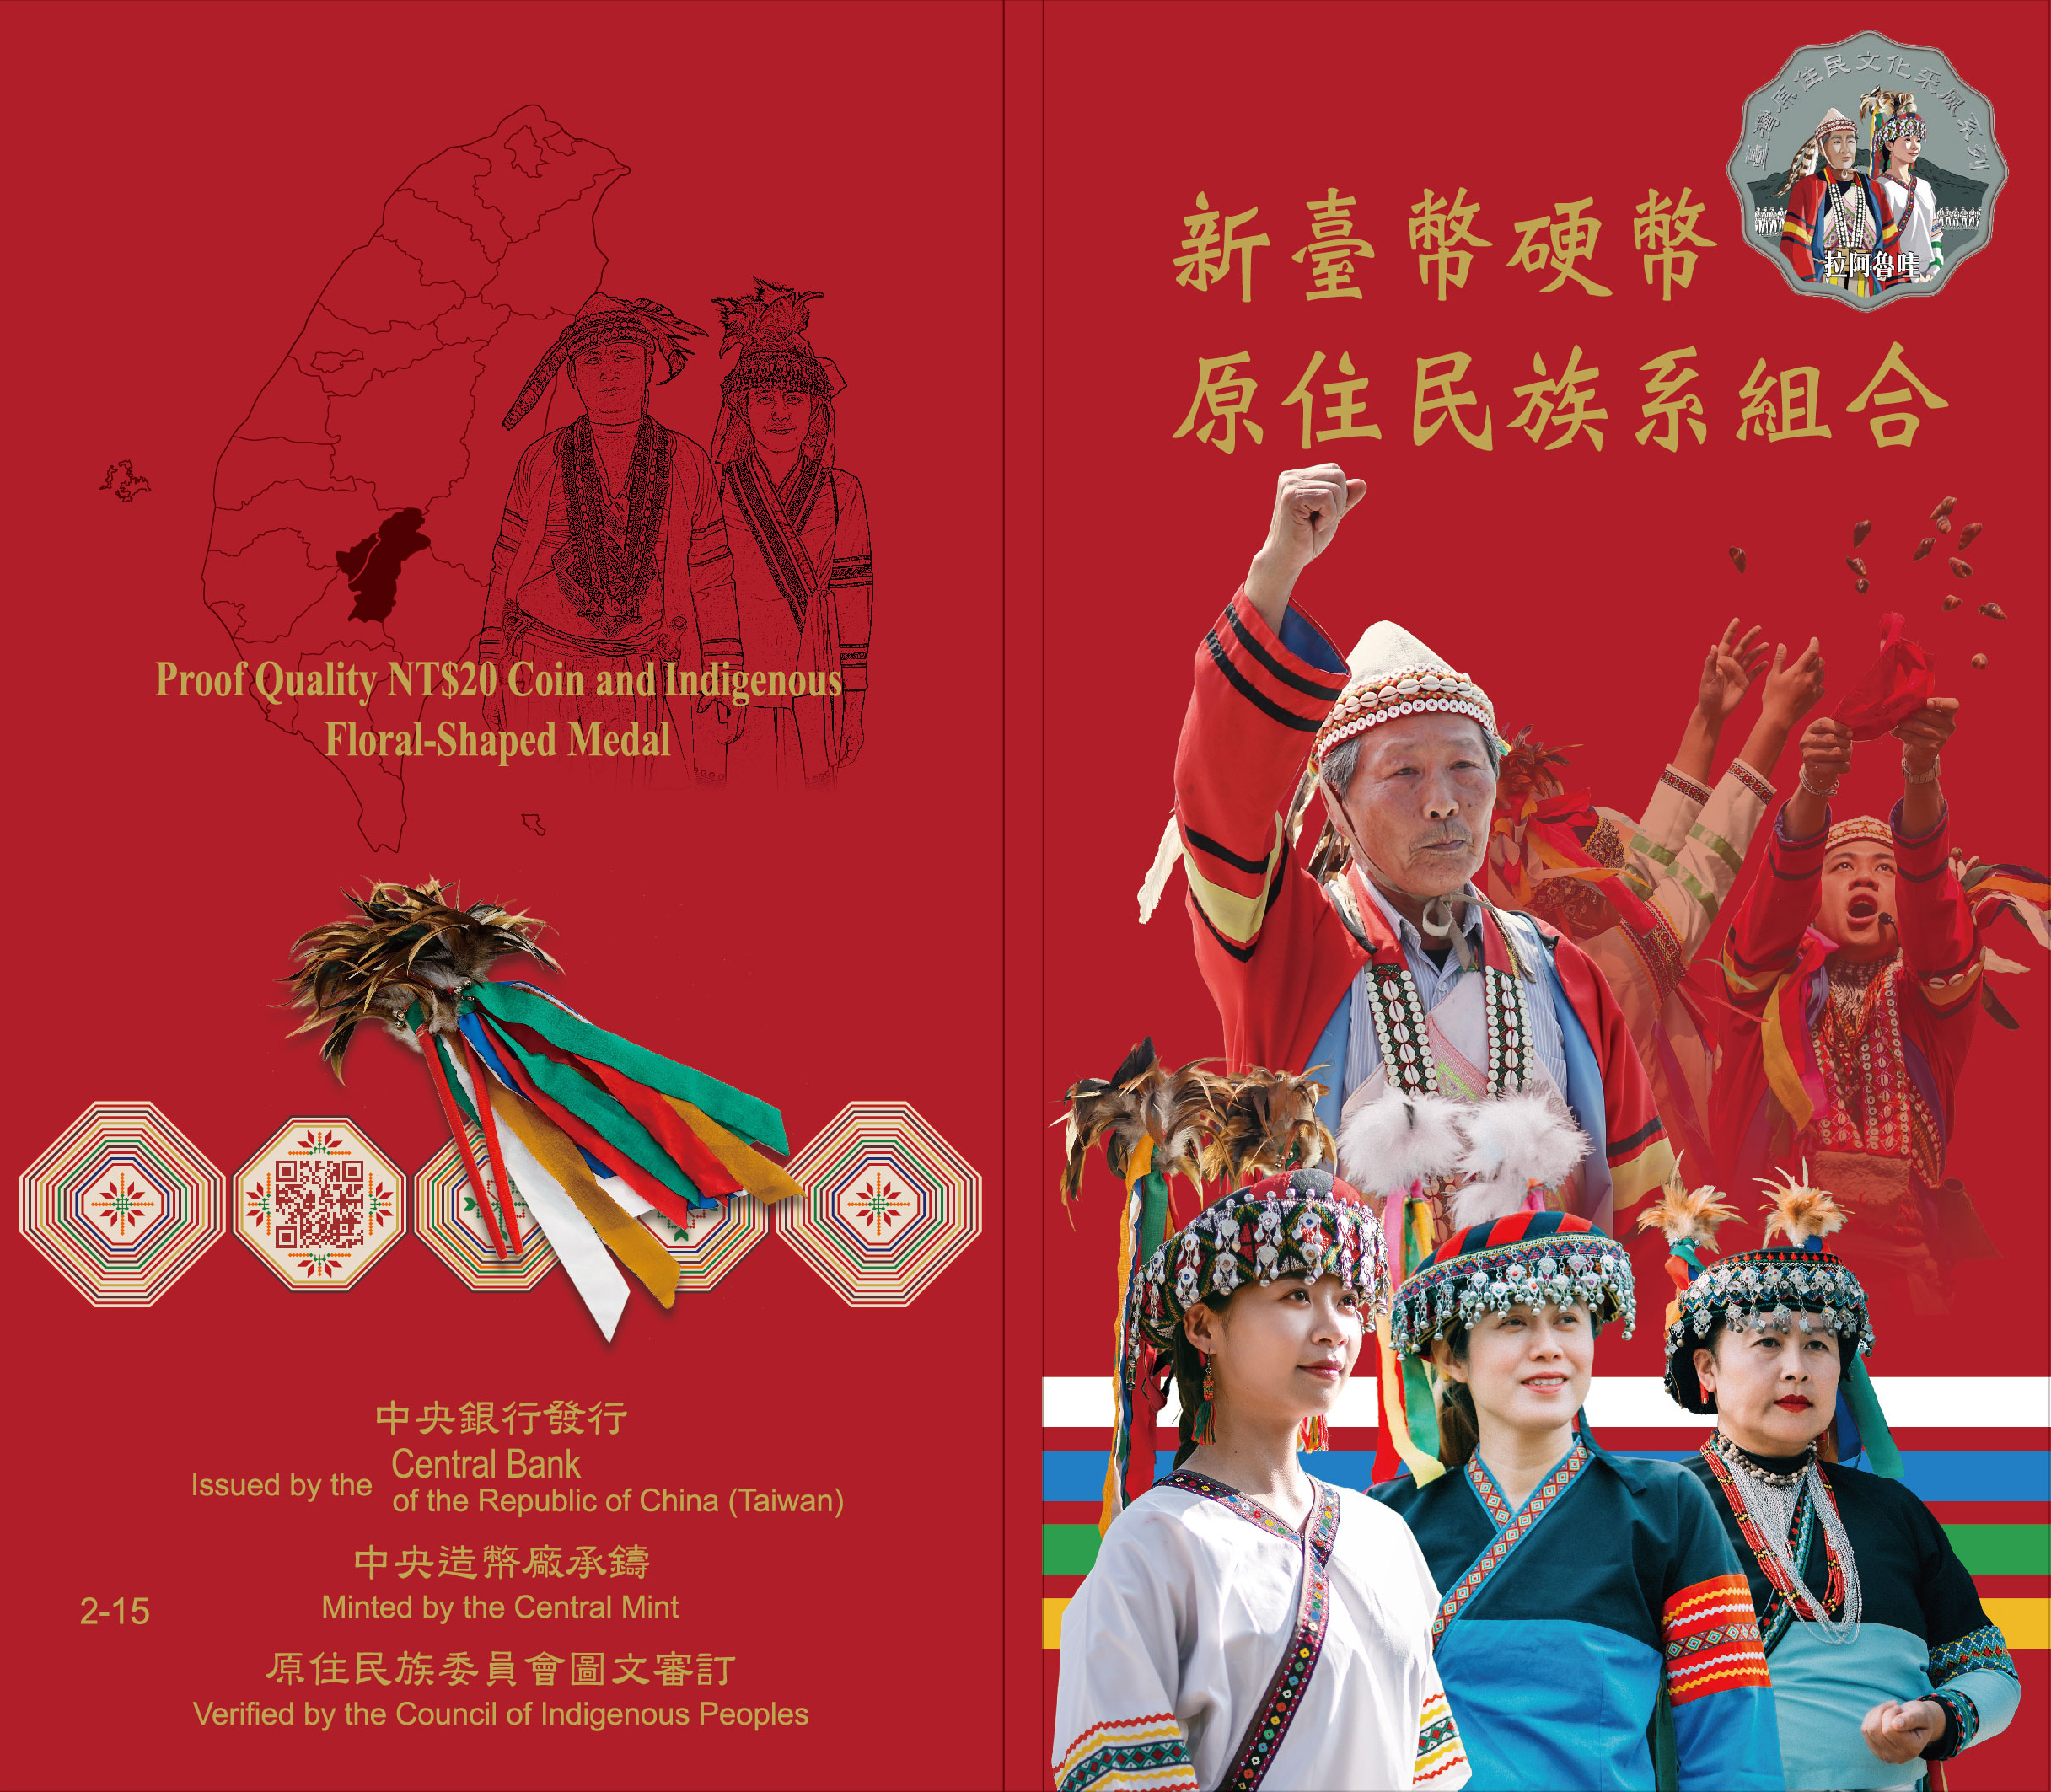 Proof Quality NT$20 Coin and Indigenous
Floral-Shaped Medal
中央銀行發行
Issued by the Central Bank
of the Republic of China (Taiwan)
中央造幣廠承鑄
Minted by the Central Mint
2-15
原住民族委員會圖文審訂
Verified by the Council of Indigenous Peoples
臺灣原住民文化采風系列
拉阿魯哇
新臺幣硬幣
原住民族系組合